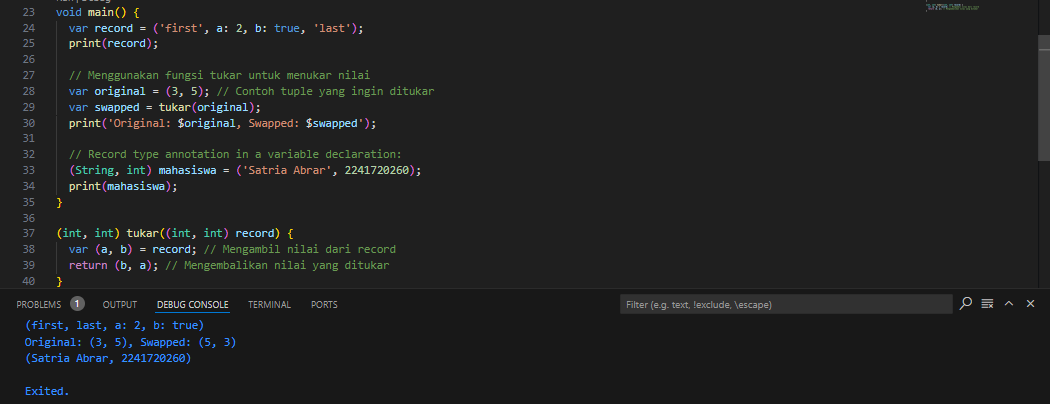 23 void main() {
24 var record = ('first', a: 2, b: true, 'last');
25 print(record);
26
27 // Menggunakan fungsi tukar untuk menukar nilai
28 var original = (3, 5); // Contoh tuple yang ingin ditukar
29 var swapped = tukar(original);
30 print('Original: $original, Swapped: $swapped');
31
32 // Record type annotation in a variable declaration:
33 (String, int) mahasiswa = ('Satria Abrar', 2241720260);
34 print(mahasiswa);
35 }
36
37 (int, int) tukar((int, int) record) {
38 var (a, b) = record; // Mengambil nilai dari record
39 return (b, a); // Mengembalikan nilai yang ditukar
40 }
PROBLEMS 1 OUTPUT DEBUG CONSOLE TERMINAL PORTS Filter (e.g. text, !exclude, \escape)
(first, last, a: 2, b: true)
Original: (3, 5), Swapped: (5, 3)
(Satria Abrar, 2241720260)
Exited.